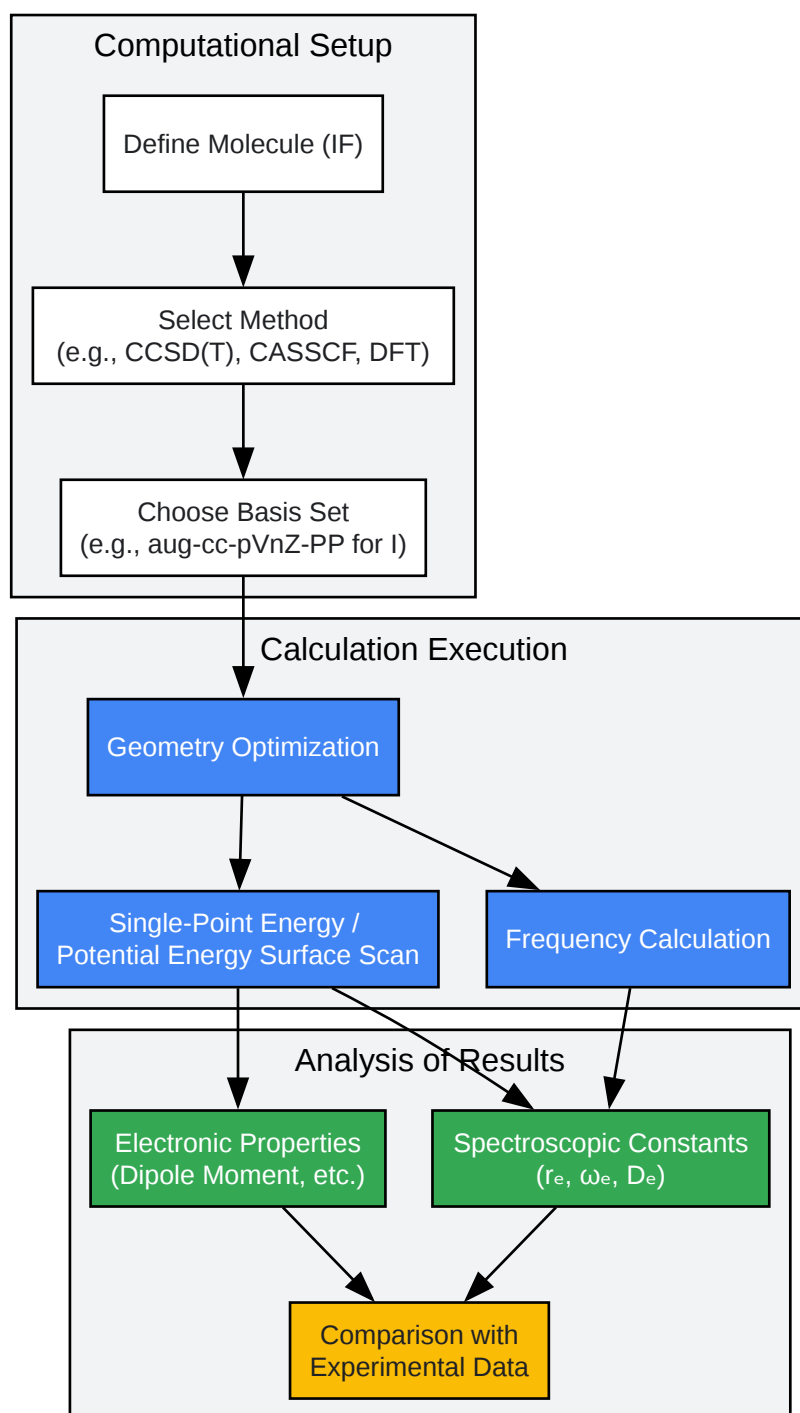 Computational Setup
Define Molecule (IF)
Select Method
(e.g., CCSD(T), CASSCF, DFT)
Choose Basis Set
(e.g., aug-cc-pVnZ-PP for I)
Calculation Execution
Geometry Optimization
Single-Point Energy /
Potential Energy Surface Scan
Frequency Calculation
Analysis of Results
Electronic Properties
(Dipole Moment, etc.)
Spectroscopic Constants
(rₑ, ωₑ, Dₑ)
Comparison with
Experimental Data